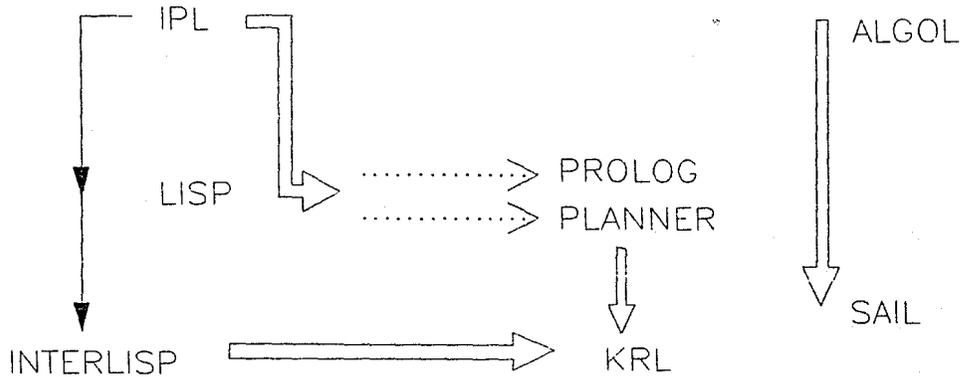 IPL
ALGOL
PROLOG
LISP
PLANNER
SAIL
INTERLISP
KRL